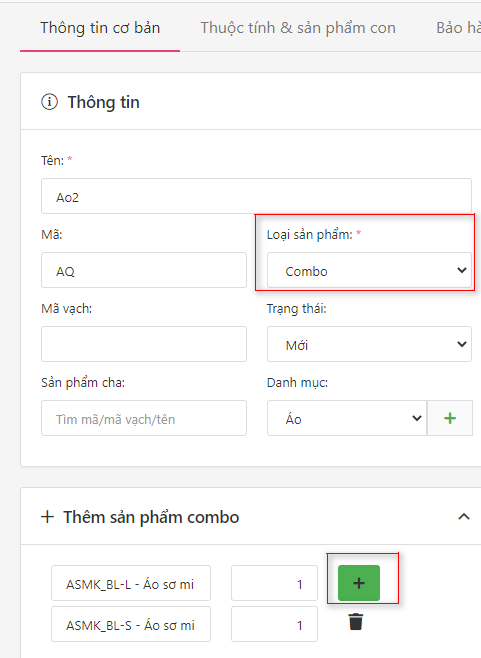 Thông tin cơ bản Thuộc tính & sản phẩm con Bảo hà
Thông tin
Tên: *
Ao2
Mã: Loại sản phẩm: *
AQ Combo
Mã vạch: Trạng thái:
Mới
Sản phẩm cha: Danh mục:
Tìm mã/mã vạch/tên Áo +
+ Thêm sản phẩm combo
ASMK_BL-L - Áo sơ mi 1 +
ASMK_BL-S - Áo sơ mi 1